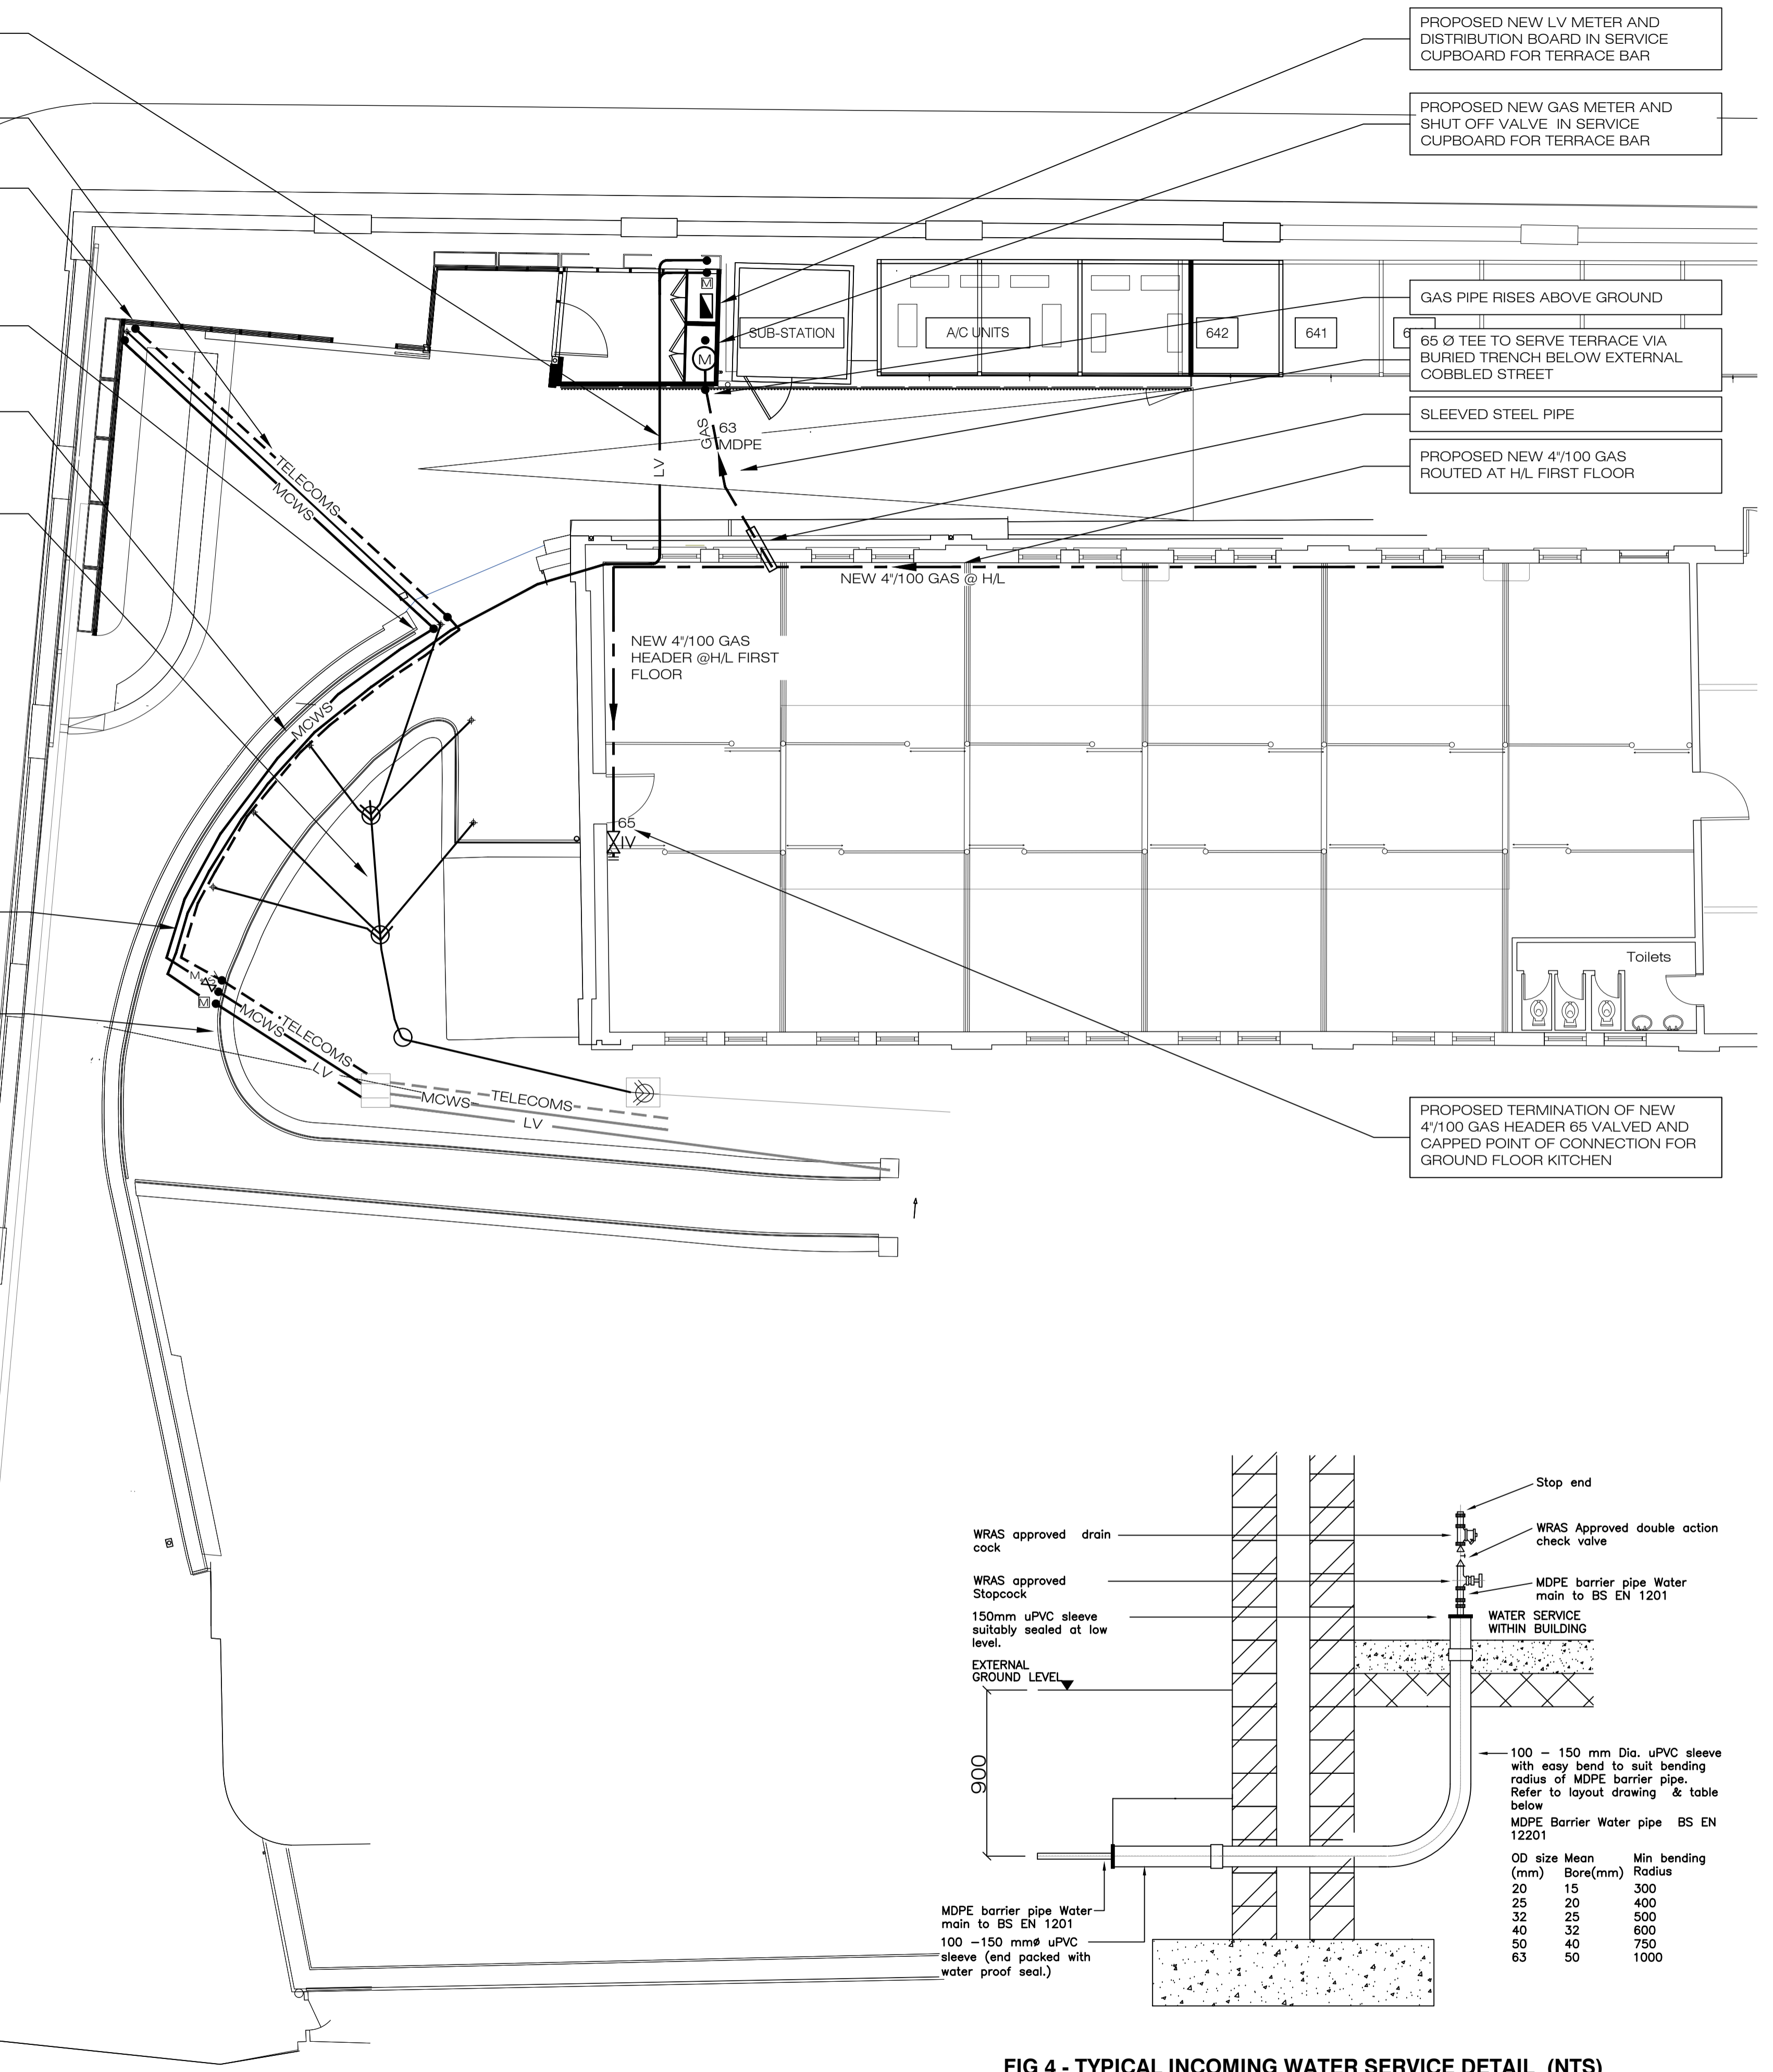 PROPOSED NEW LV METER AND
DISTRIBUTION BOARD IN SERVICE
CUPBOARD FOR TERRACE BAR
PROPOSED NEW GAS METER AND
SHUT OFF VALVE IN SERVICE
CUPBOARD FOR TERRACE BAR
GAS PIPE RISES ABOVE GROUND
65 Ø TEE TO SERVE TERRACE VIA
BURIED TRENCH BELOW EXTERNAL
COBBLED STREET
SLEEVED STEEL PIPE
PROPOSED NEW 4"/100 GAS
ROUTED AT H/L FIRST FLOOR
M
SUB-STATION
A/C UNITS
642
641
M
GAS
63
MDPE
LV
TELECOMS
MCWS
NEW 4"/100 GAS @ H/L
NEW 4"/100 GAS
HEADER @H/L FIRST
FLOOR
MCWS
65
IV
Toilets
M
M
MCWS
TELECOMS
LV
MCWS
TELECOMS
LV
PROPOSED TERMINATION OF NEW
4"/100 GAS HEADER 65 VALVED AND
CAPPED POINT OF CONNECTION FOR
GROUND FLOOR KITCHEN
Stop end
WRAS approved drain
cock
WRAS Approved double action
check valve
WRAS approved
Stopcock
MDPE barrier pipe Water
main to BS EN 1201
150mm uPVC sleeve
suitably sealed at low
level.
WATER SERVICE
WITHIN BUILDING
EXTERNAL
GROUND LEVEL
900
100 - 150 mm Dia. uPVC sleeve
with easy bend to suit bending
radius of MDPE barrier pipe.
Refer to layout drawing & table
below
MDPE Barrier Water pipe BS EN
12201
OD size Mean Min bending
(mm) Bore(mm) Radius
20 15 300
25 20 400
32 25 500
40 32 600
50 40 750
63 50 1000
MDPE barrier pipe Water
main to BS EN 1201
100 -150 mmø uPVC
sleeve (end packed with
water proof seal.)
FIG 4 - TYPICAL INCOMING WATER SERVICE DETAIL (NTS)